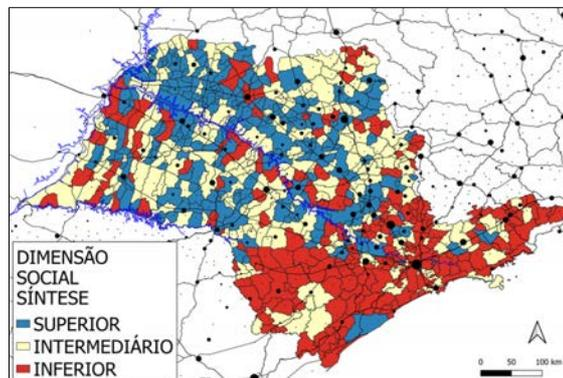 DIMENSÃO
SOCIAL
SÍNTESE
SUPERIOR
INTERMEDIÁRIO
INFERIOR
0 50 100 km